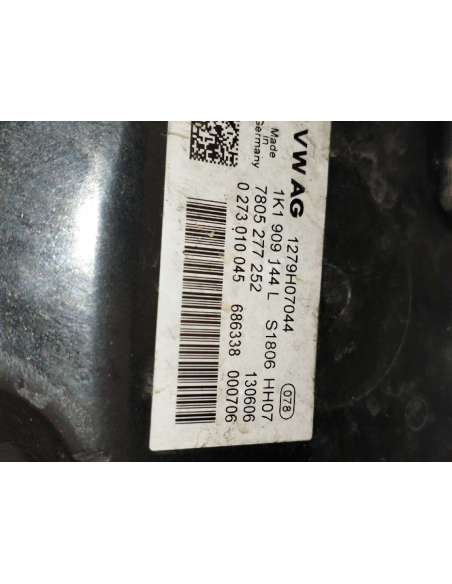 Made in Germany
VW AG 1279H07044 078
1K1 909 144 L S1806 HH07
7805 277 252 130606
0 273 010 045 686338 000706